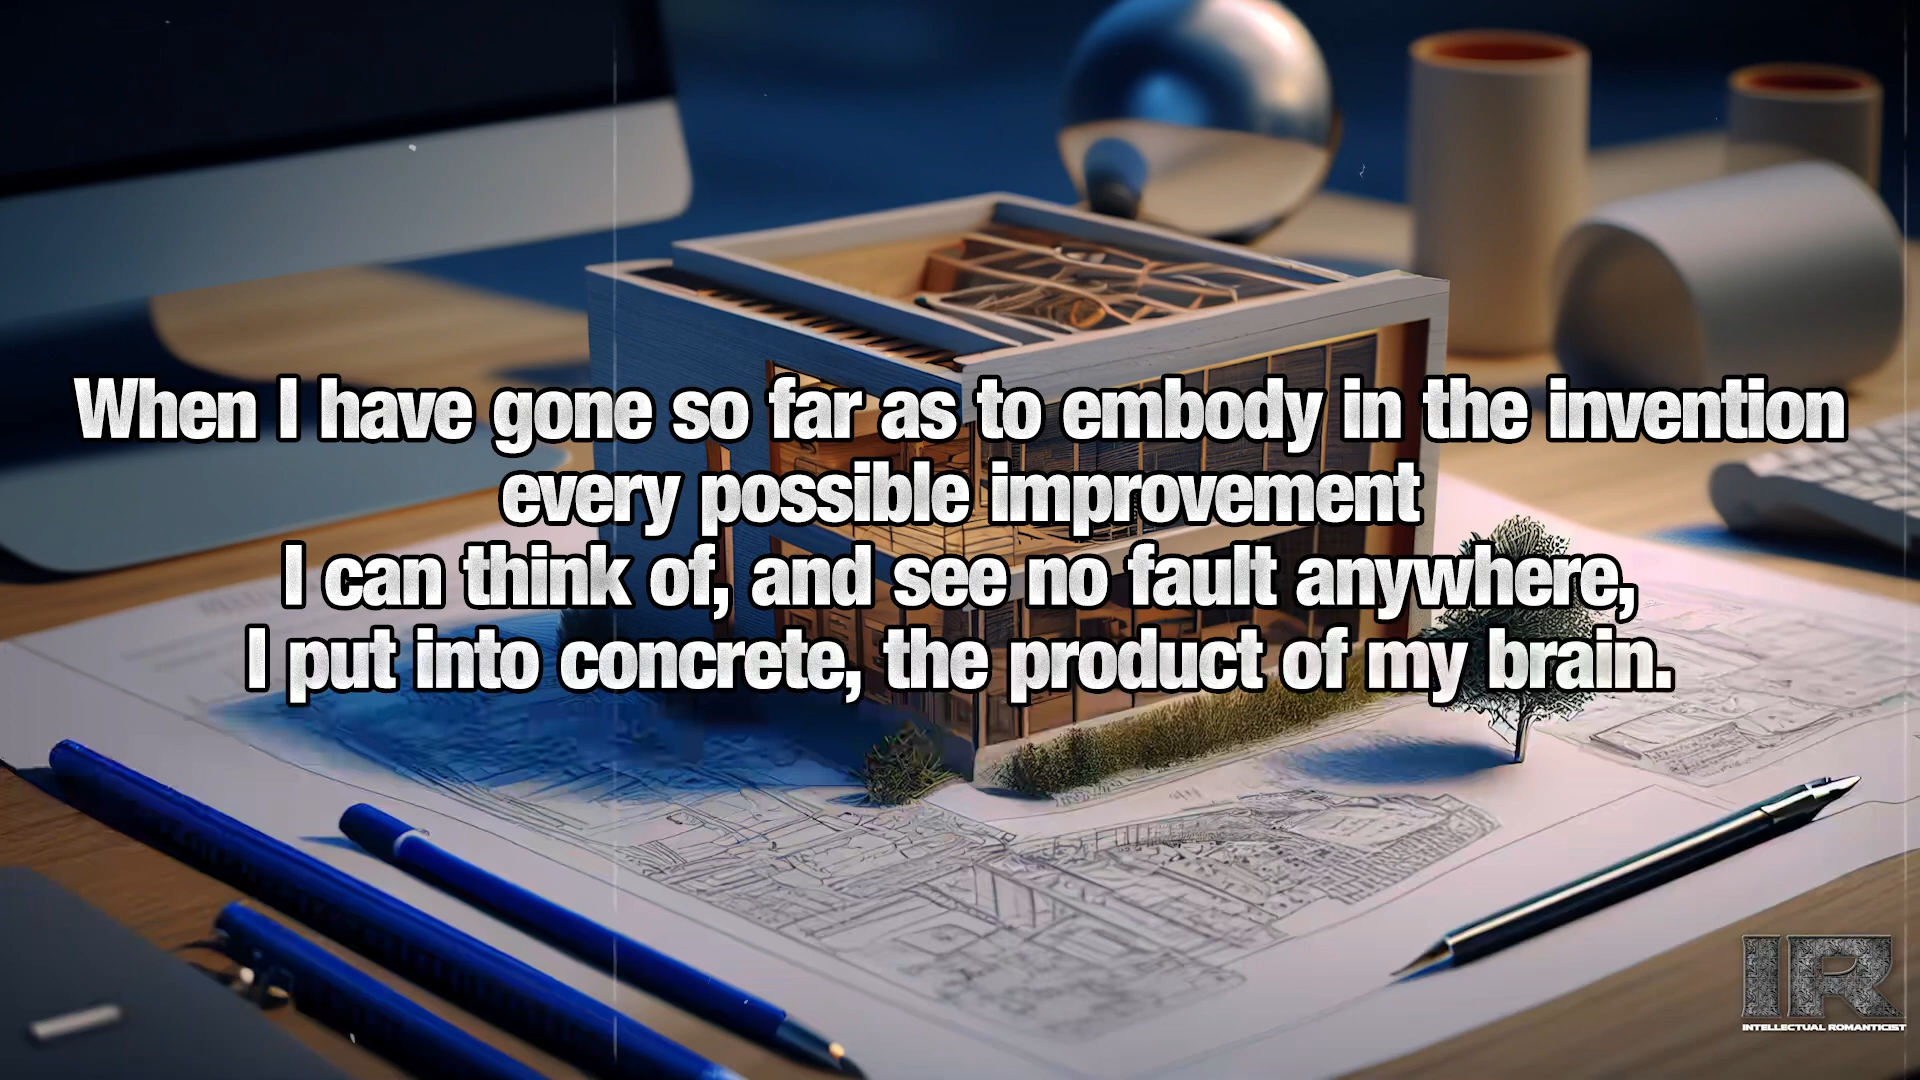 When I have gone so far as to embody in the invention
every possible improvement
I can think of, and see no fault anywhere,
I put into concrete, the product of my brain.
IR
INTELLECTUAL ROMANTICIST